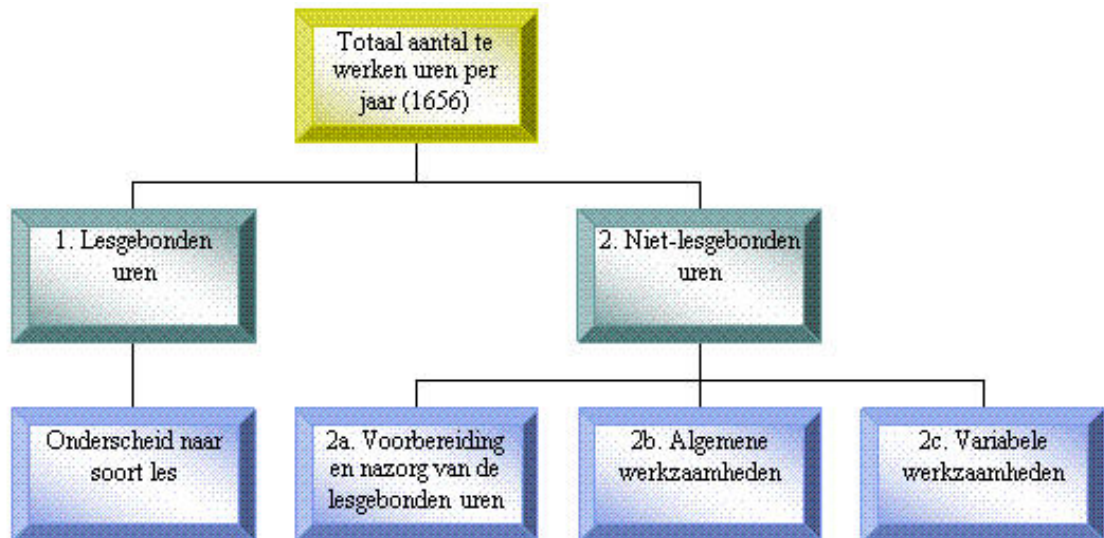 Totaal aantal te
werken uren per
jaar (1656)
1. Lesgebonden
uren
2. Niet-lesgebonden
uren
Onderscheid naar
soort les
2a. Voorbereiding
en nazorg van de
lesgebonden uren
2b. Algemene
werkzaamheden
2c. Variabele
werkzaamheden